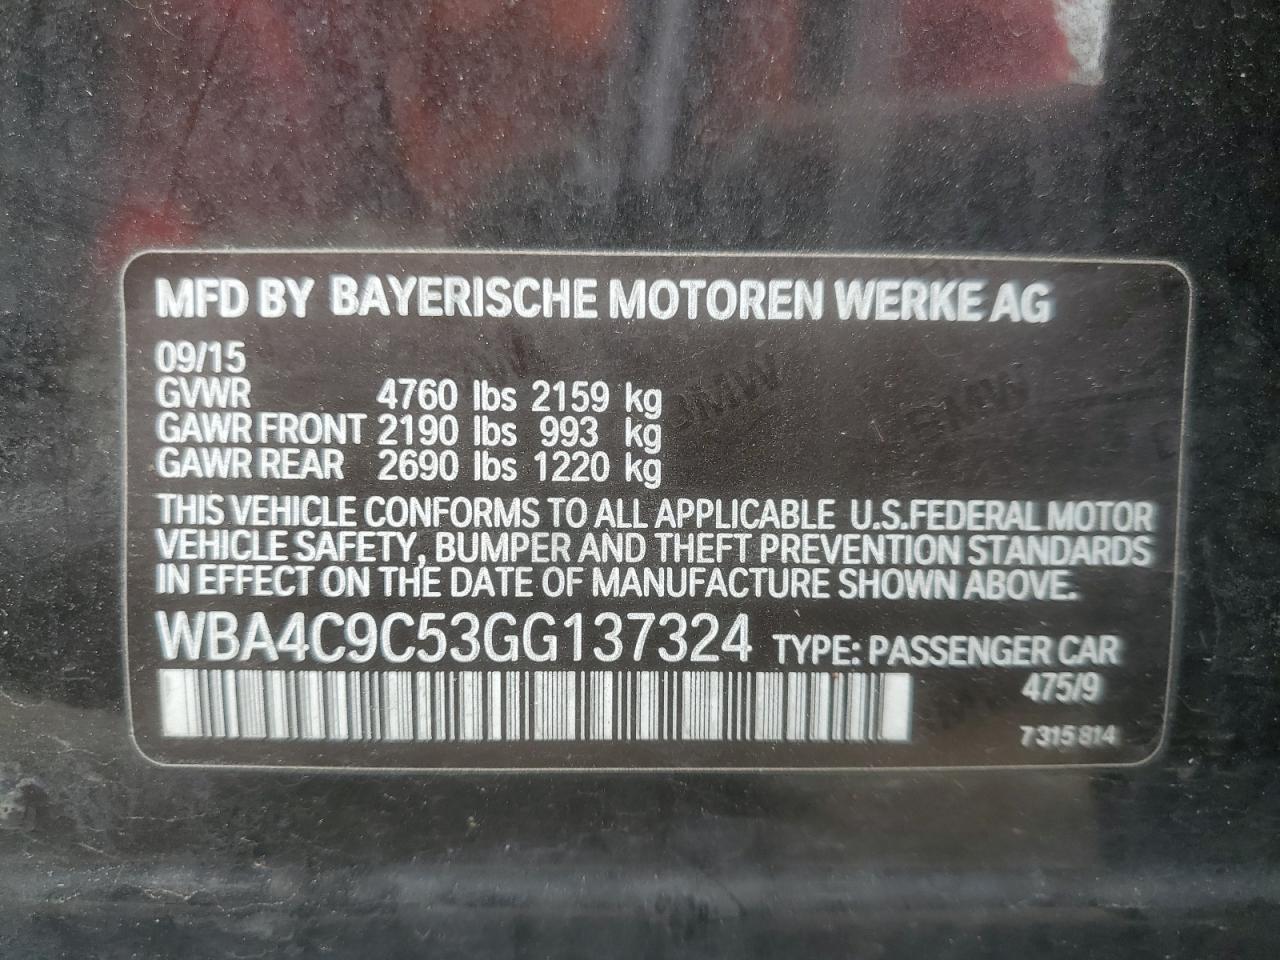 MFD BY BAYERISCHE MOTOREN WERKE AG
09/15
GVWR 4760 lbs 2159 kg
GAWR FRONT 2190 lbs 993 kg
GAWR REAR 2690 lbs 1220 kg
THIS VEHICLE CONFORMS TO ALL APPLICABLE U.S.FEDERAL MOTOR
VEHICLE SAFETY, BUMPER AND THEFT PREVENTION STANDARDS
IN EFFECT ON THE DATE OF MANUFACTURE SHOWN ABOVE.
WBA4C9C53GG137324 TYPE: PASSENGER CAR
475/9
7 315 814